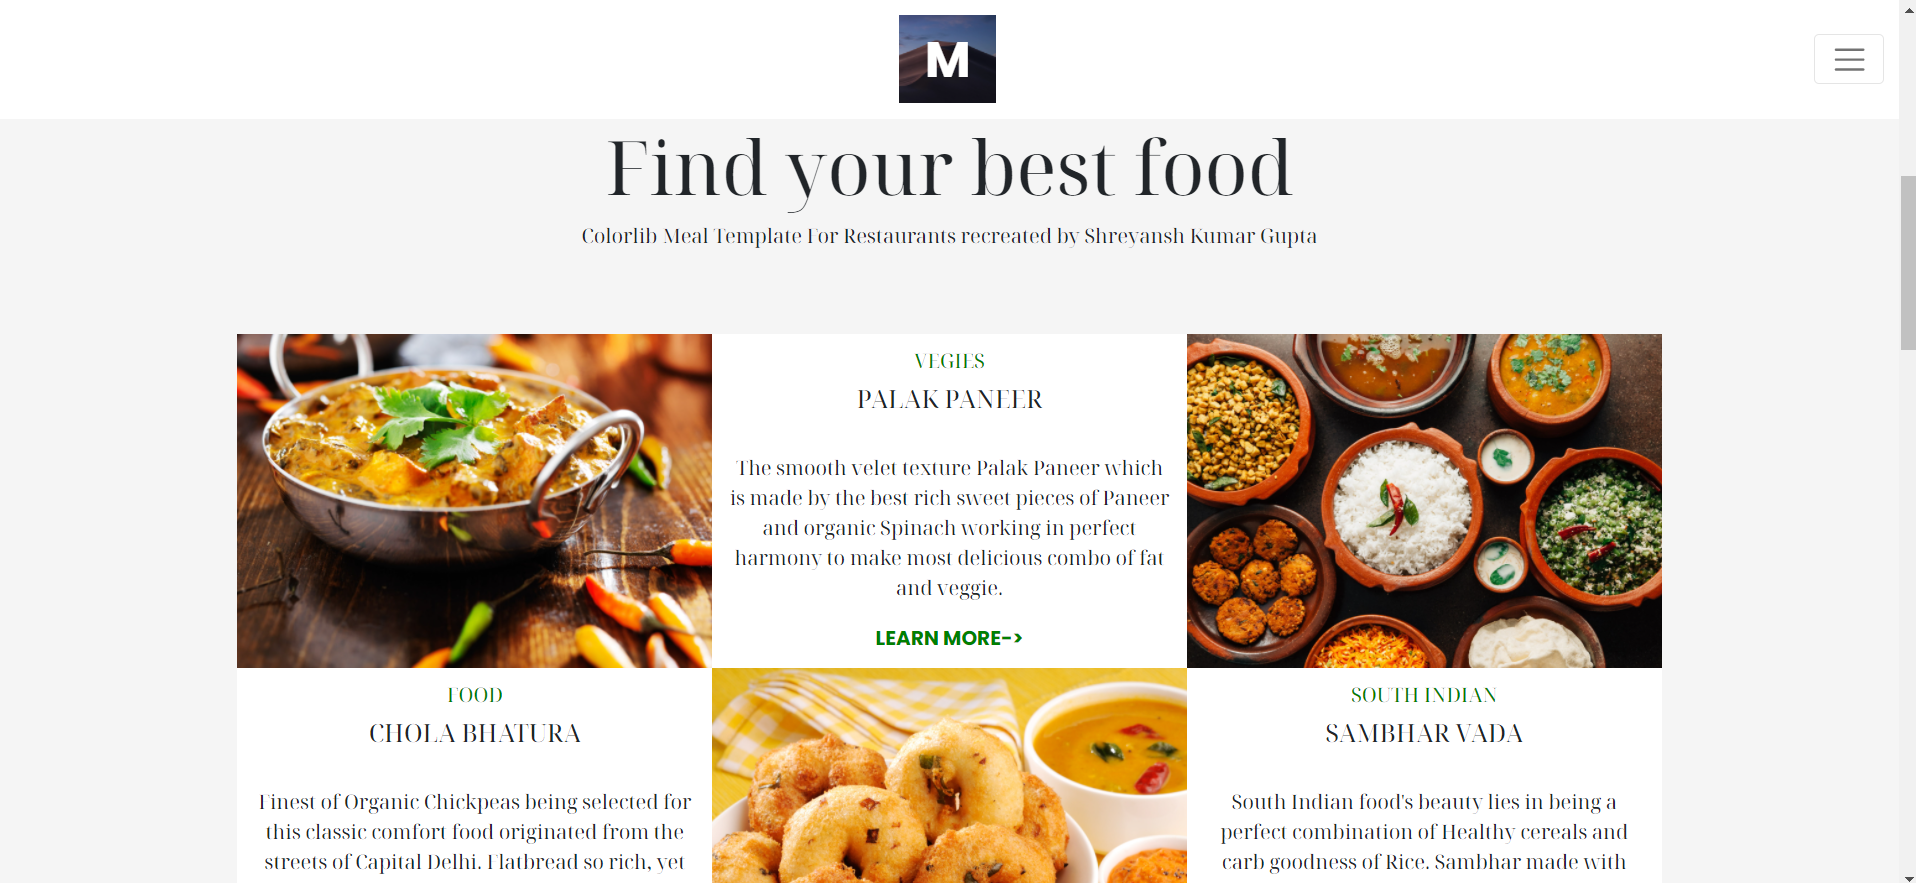 M
Find your best food
Colorlib Meal Template For Restaurants recreated by Shreyansh Kumar Gupta
VEGIES
PALAK PANEER
The smooth velet texture Palak Paneer which
is made by the best rich sweet pieces of Paneer
and organic Spinach working in perfect
harmony to make most delicious combo of fat
and veggie.
LEARN MORE->
FOOD
CHOLA BHATURA
Finest of Organic Chickpeas being selected for
this classic comfort food originated from the
streets of Capital Delhi. Flatbread so rich, yet
SOUTH INDIAN
SAMBHAR VADA
South Indian food's beauty lies in being a
perfect combination of Healthy cereals and
carb goodness of Rice. Sambhar made with